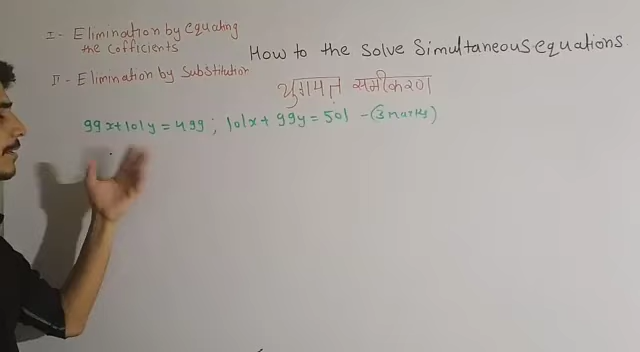 I - Elimination by equating
the Cofficients
II - Elimination by Substitution
How to the Solve Simultaneous equations
युगपत समीकरण
99x+101y=499; 101x+99y=501 -(3 marks)